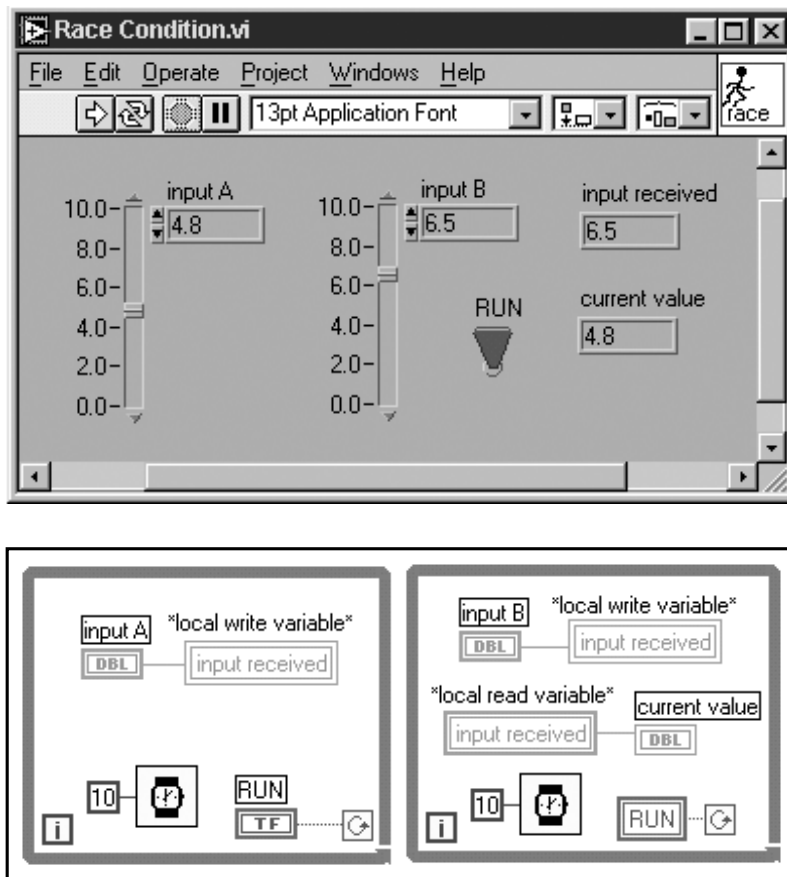 Race Condition.vi
File Edit Operate Project Windows Help
13pt Application Font
race
input A
4.8
10.0
8.0
6.0
4.0
2.0
0.0
input B
6.5
10.0
8.0
6.0
4.0
2.0
0.0
RUN
input received
6.5
current value
4.8
input A
*local write variable*
DBL
input received
10
RUN
TF
i
input B
*local write variable*
DBL
input received
*local read variable*
current value
input received
DBL
10
RUN
i